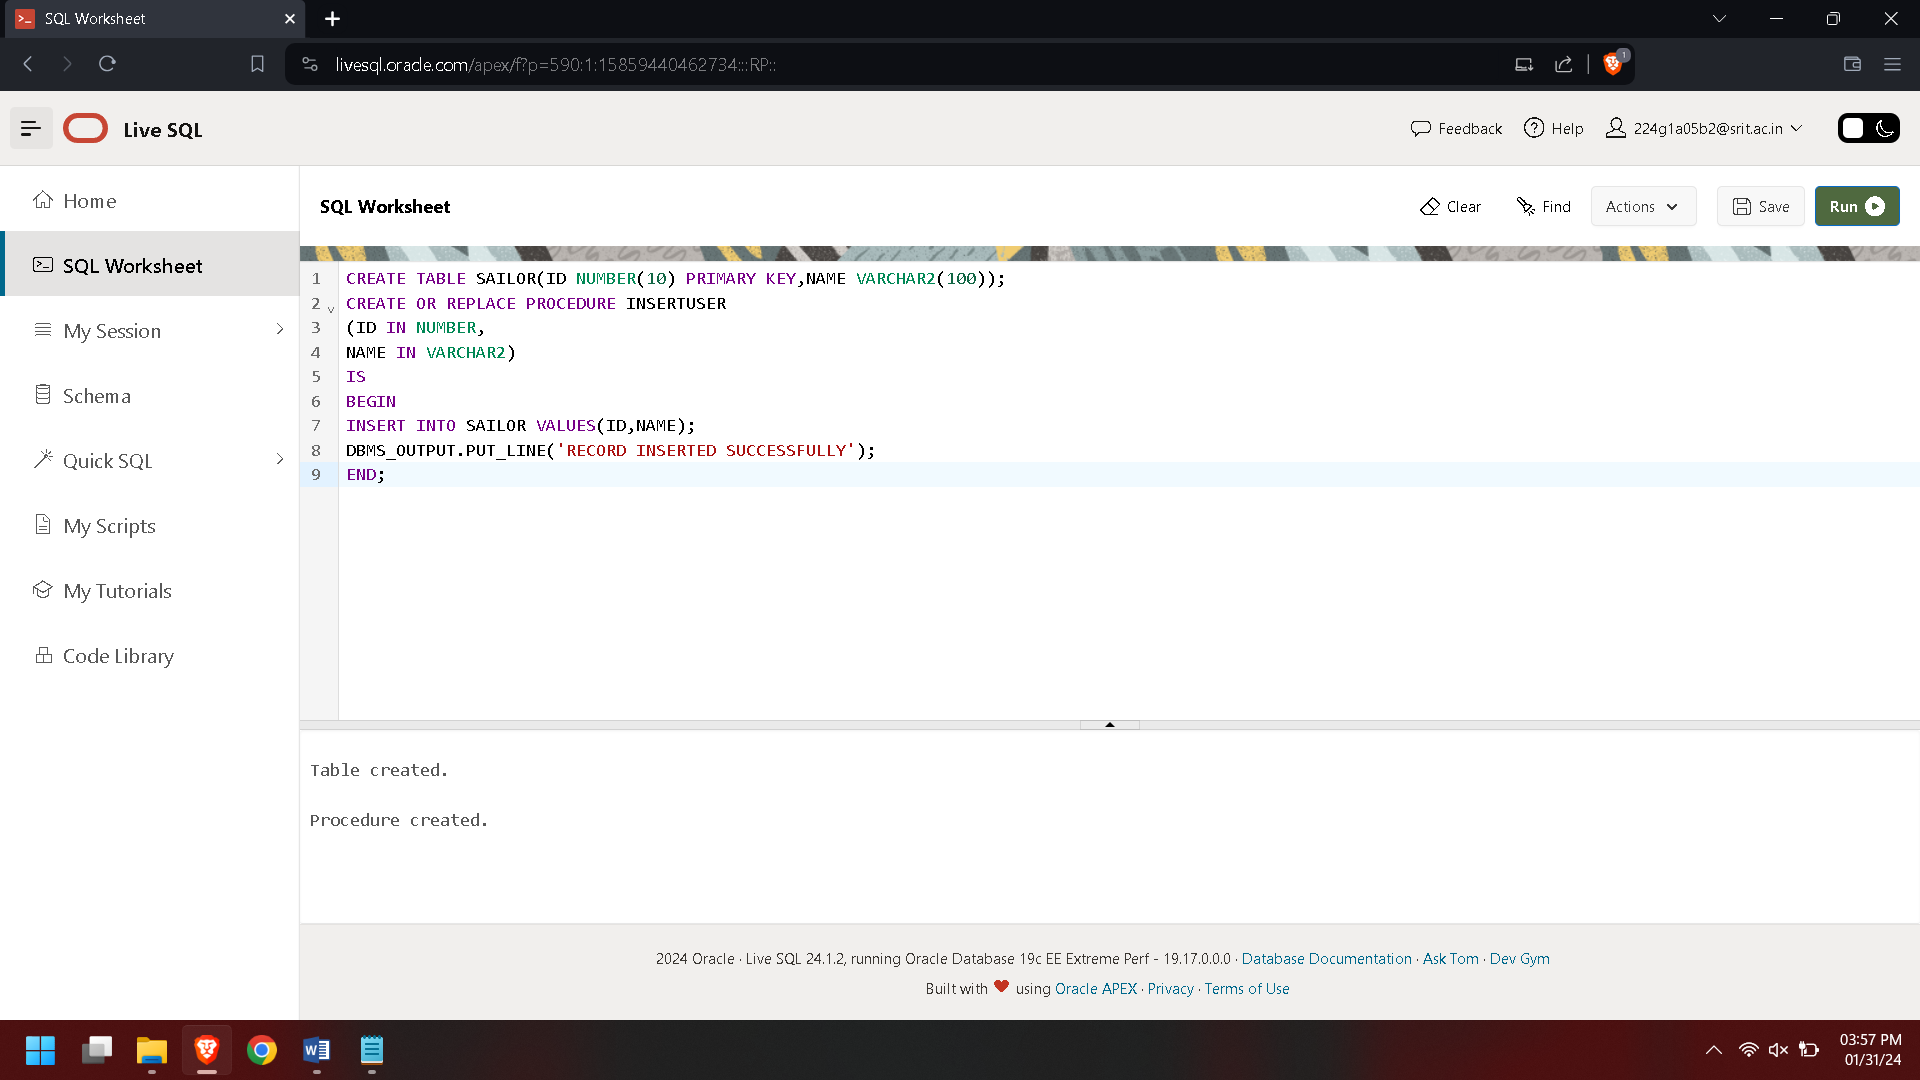 SQL Worksheet
livesql.oracle.com/apex/f?p=590:1:15859440462734:::RP::
1
Live SQL
Feedback
Help
224g1a05b2@srit.ac.in
Home
SQL Worksheet
My Session
Schema
Quick SQL
My Scripts
My Tutorials
Code Library
SQL Worksheet
Clear
Find
Actions
Save
Run
1 CREATE TABLE SAILOR(ID NUMBER(10) PRIMARY KEY,NAME VARCHAR2(100));
2 CREATE OR REPLACE PROCEDURE INSERTUSER
3 (ID IN NUMBER,
4 NAME IN VARCHAR2)
5 IS
6 BEGIN
7 INSERT INTO SAILOR VALUES(ID,NAME);
8 DBMS_OUTPUT.PUT_LINE('RECORD INSERTED SUCCESSFULLY');
9 END;
Table created.
Procedure created.
2024 Oracle · Live SQL 24.1.2, running Oracle Database 19c EE Extreme Perf - 19.17.0.0.0 · Database Documentation · Ask Tom · Dev Gym
Built with ❤ using Oracle APEX · Privacy · Terms of Use
03:57 PM
01/31/24